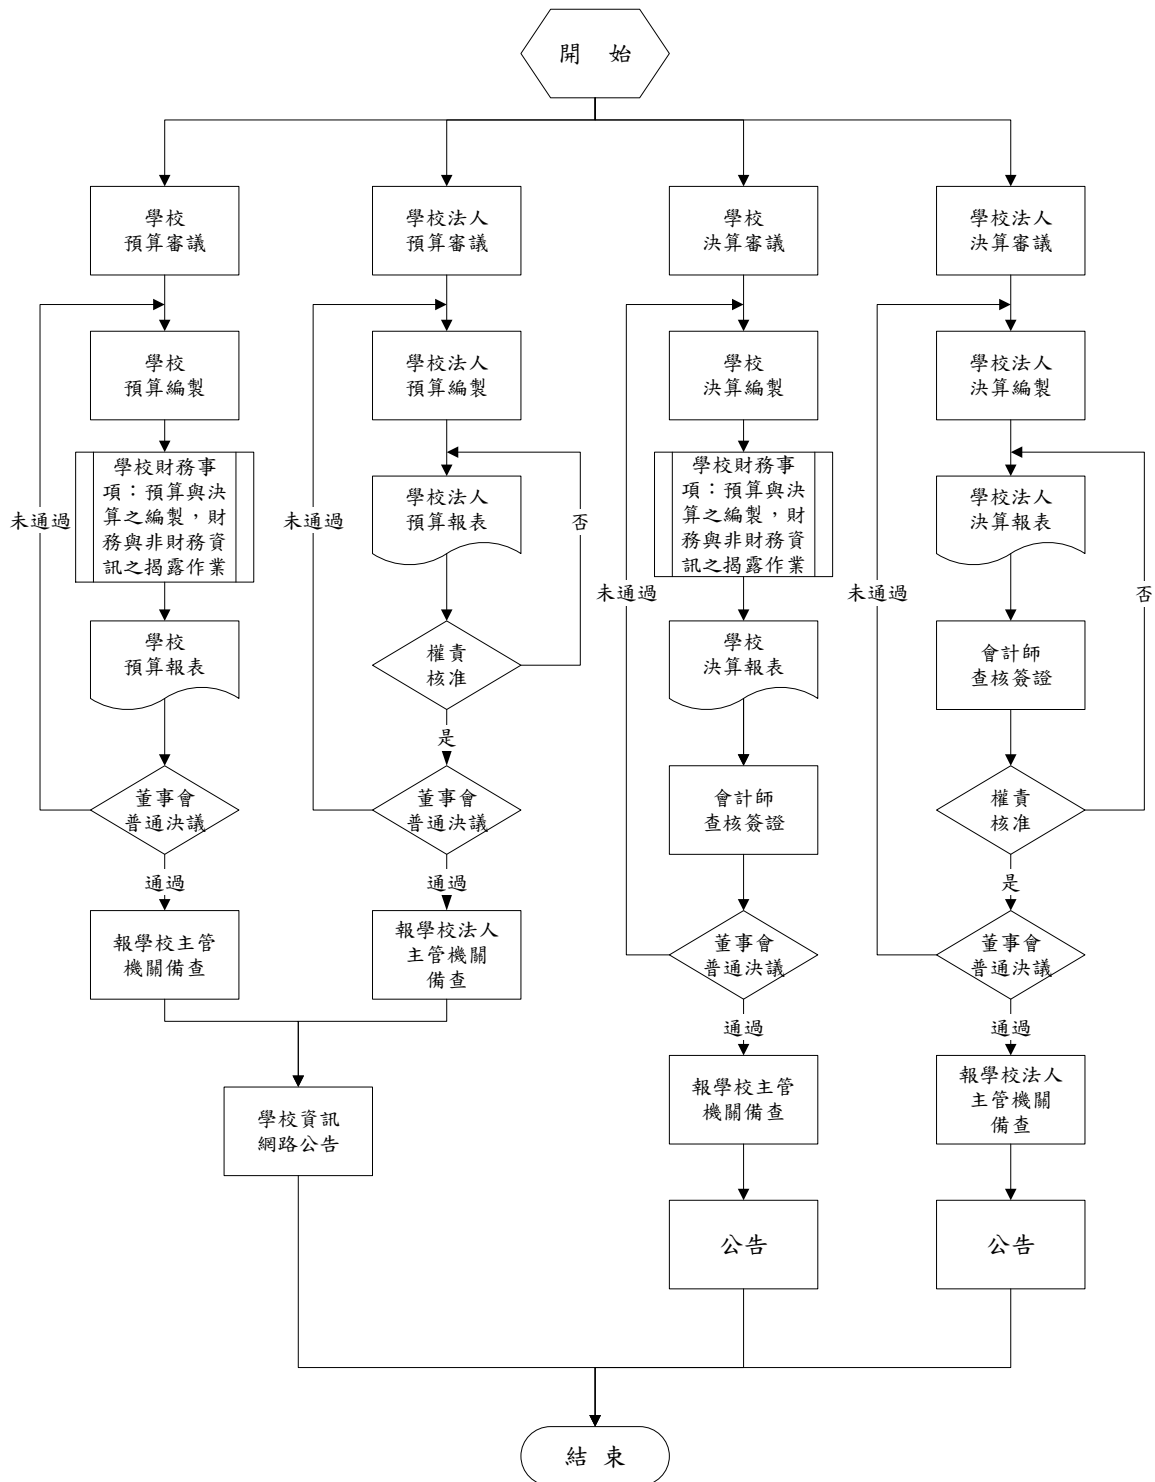 開 始
學校
預算審議
學校法人
預算審議
學校
決算審議
學校法人
決算審議
學校
預算編製
學校法人
預算編製
學校
決算編製
學校法人
決算編製
學校財務事
項：預算與決
算之編製，財
務與非財務資
訊之揭露作業
未通過
學校法人
預算報表
未通過
否
學校財務事
項：預算與決
算之編製，財
務與非財務資
訊之揭露作業
未通過
學校法人
決算報表
未通過
否
學校
預算報表
權責
核准
是
學校
決算報表
會計師
查核簽證
董事會
普通決議
通過
董事會
普通決議
通過
會計師
查核簽證
權責
核准
是
報學校主管
機關備查
報學校法人
主管機關
備查
董事會
普通決議
通過
董事會
普通決議
通過
學校資訊
網路公告
報學校主管
機關備查
報學校法人
主管機關
備查
公告
公告
結 束